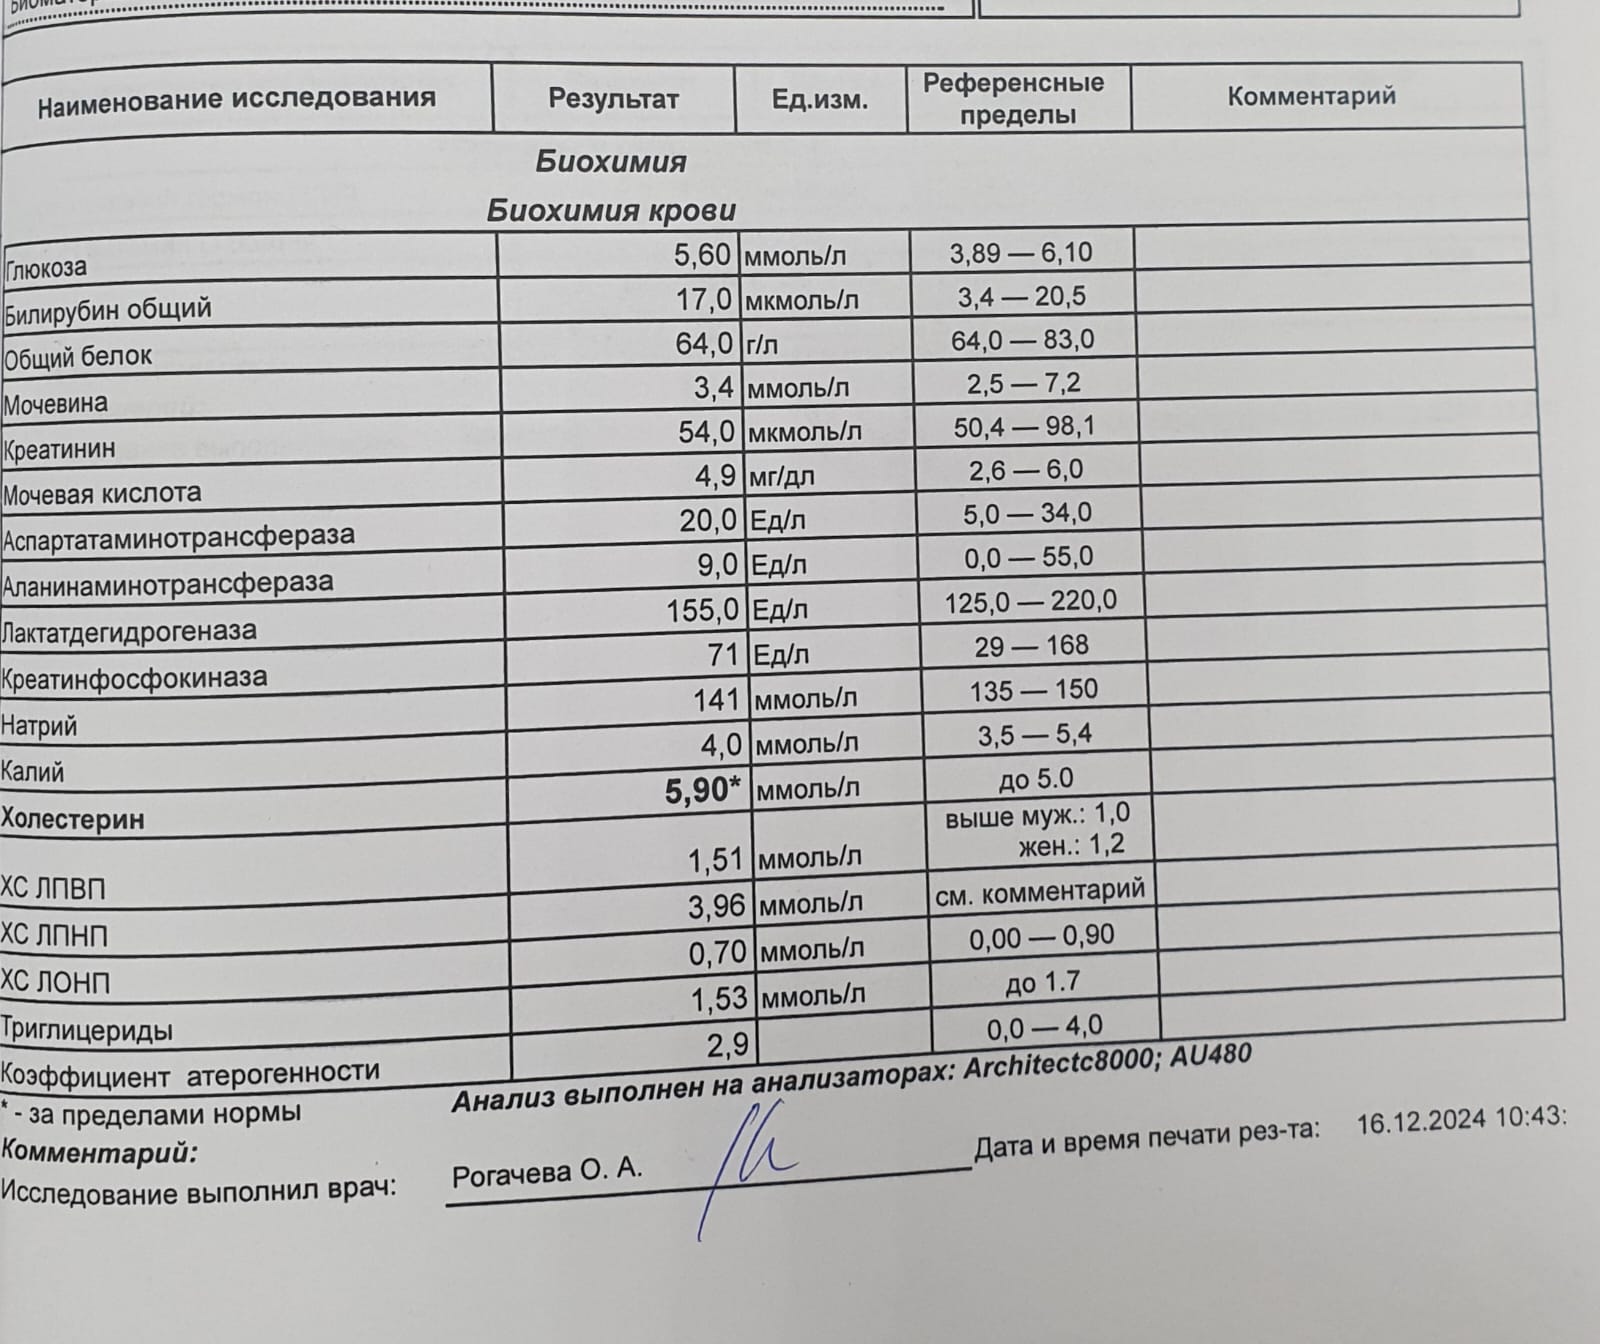 Наименование исследования Результат Ед.изм. Референсные пределы Комментарий
Биохимия
Биохимия крови
Глюкоза 5,60 ммоль/л 3,89 — 6,10
Билирубин общий 17,0 мкмоль/л 3,4 — 20,5
Общий белок 64,0 г/л 64,0 — 83,0
Мочевина 3,4 ммоль/л 2,5 — 7,2
Креатинин 54,0 мкмоль/л 50,4 — 98,1
Мочевая кислота 4,9 мг/дл 2,6 — 6,0
Аспартатаминотрансфераза 20,0 Ед/л 5,0 — 34,0
Аланинаминотрансфераза 9,0 Ед/л 0,0 — 55,0
Лактатдегидрогеназа 155,0 Ед/л 125,0 — 220,0
Креатинфосфокиназа 71 Ед/л 29 — 168
Натрий 141 ммоль/л 135 — 150
Калий 4,0 ммоль/л 3,5 — 5,4
Холестерин 5,90* ммоль/л до 5.0
ХС ЛПВП 1,51 ммоль/л выше муж.: 1,0 жен.: 1,2
ХС ЛПНП 3,96 ммоль/л см. комментарий
ХС ЛОНП 0,70 ммоль/л 0,00 — 0,90
Триглицериды 1,53 ммоль/л до 1.7
Коэффициент атерогенности 2,9 0,0 — 4,0
* - за пределами нормы Анализ выполнен на анализаторах: Architectc8000; AU480
Комментарий:
Исследование выполнил врач: Рогачева О. А. Дата и время печати рез-та: 16.12.2024 10:43: